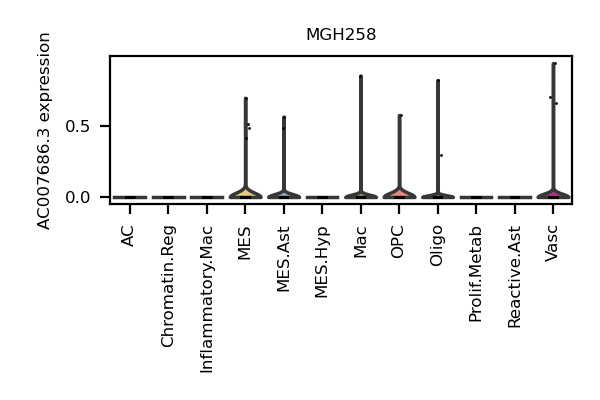 MGH258
AC007686.3 expression
0.5
0.0
AC
Chromatin.Reg
Inflammatory.Mac
MES
MES.Ast
MES.Hyp
Mac
OPC
Oligo
Prolif.Metab
Reactive.Ast
Vasc